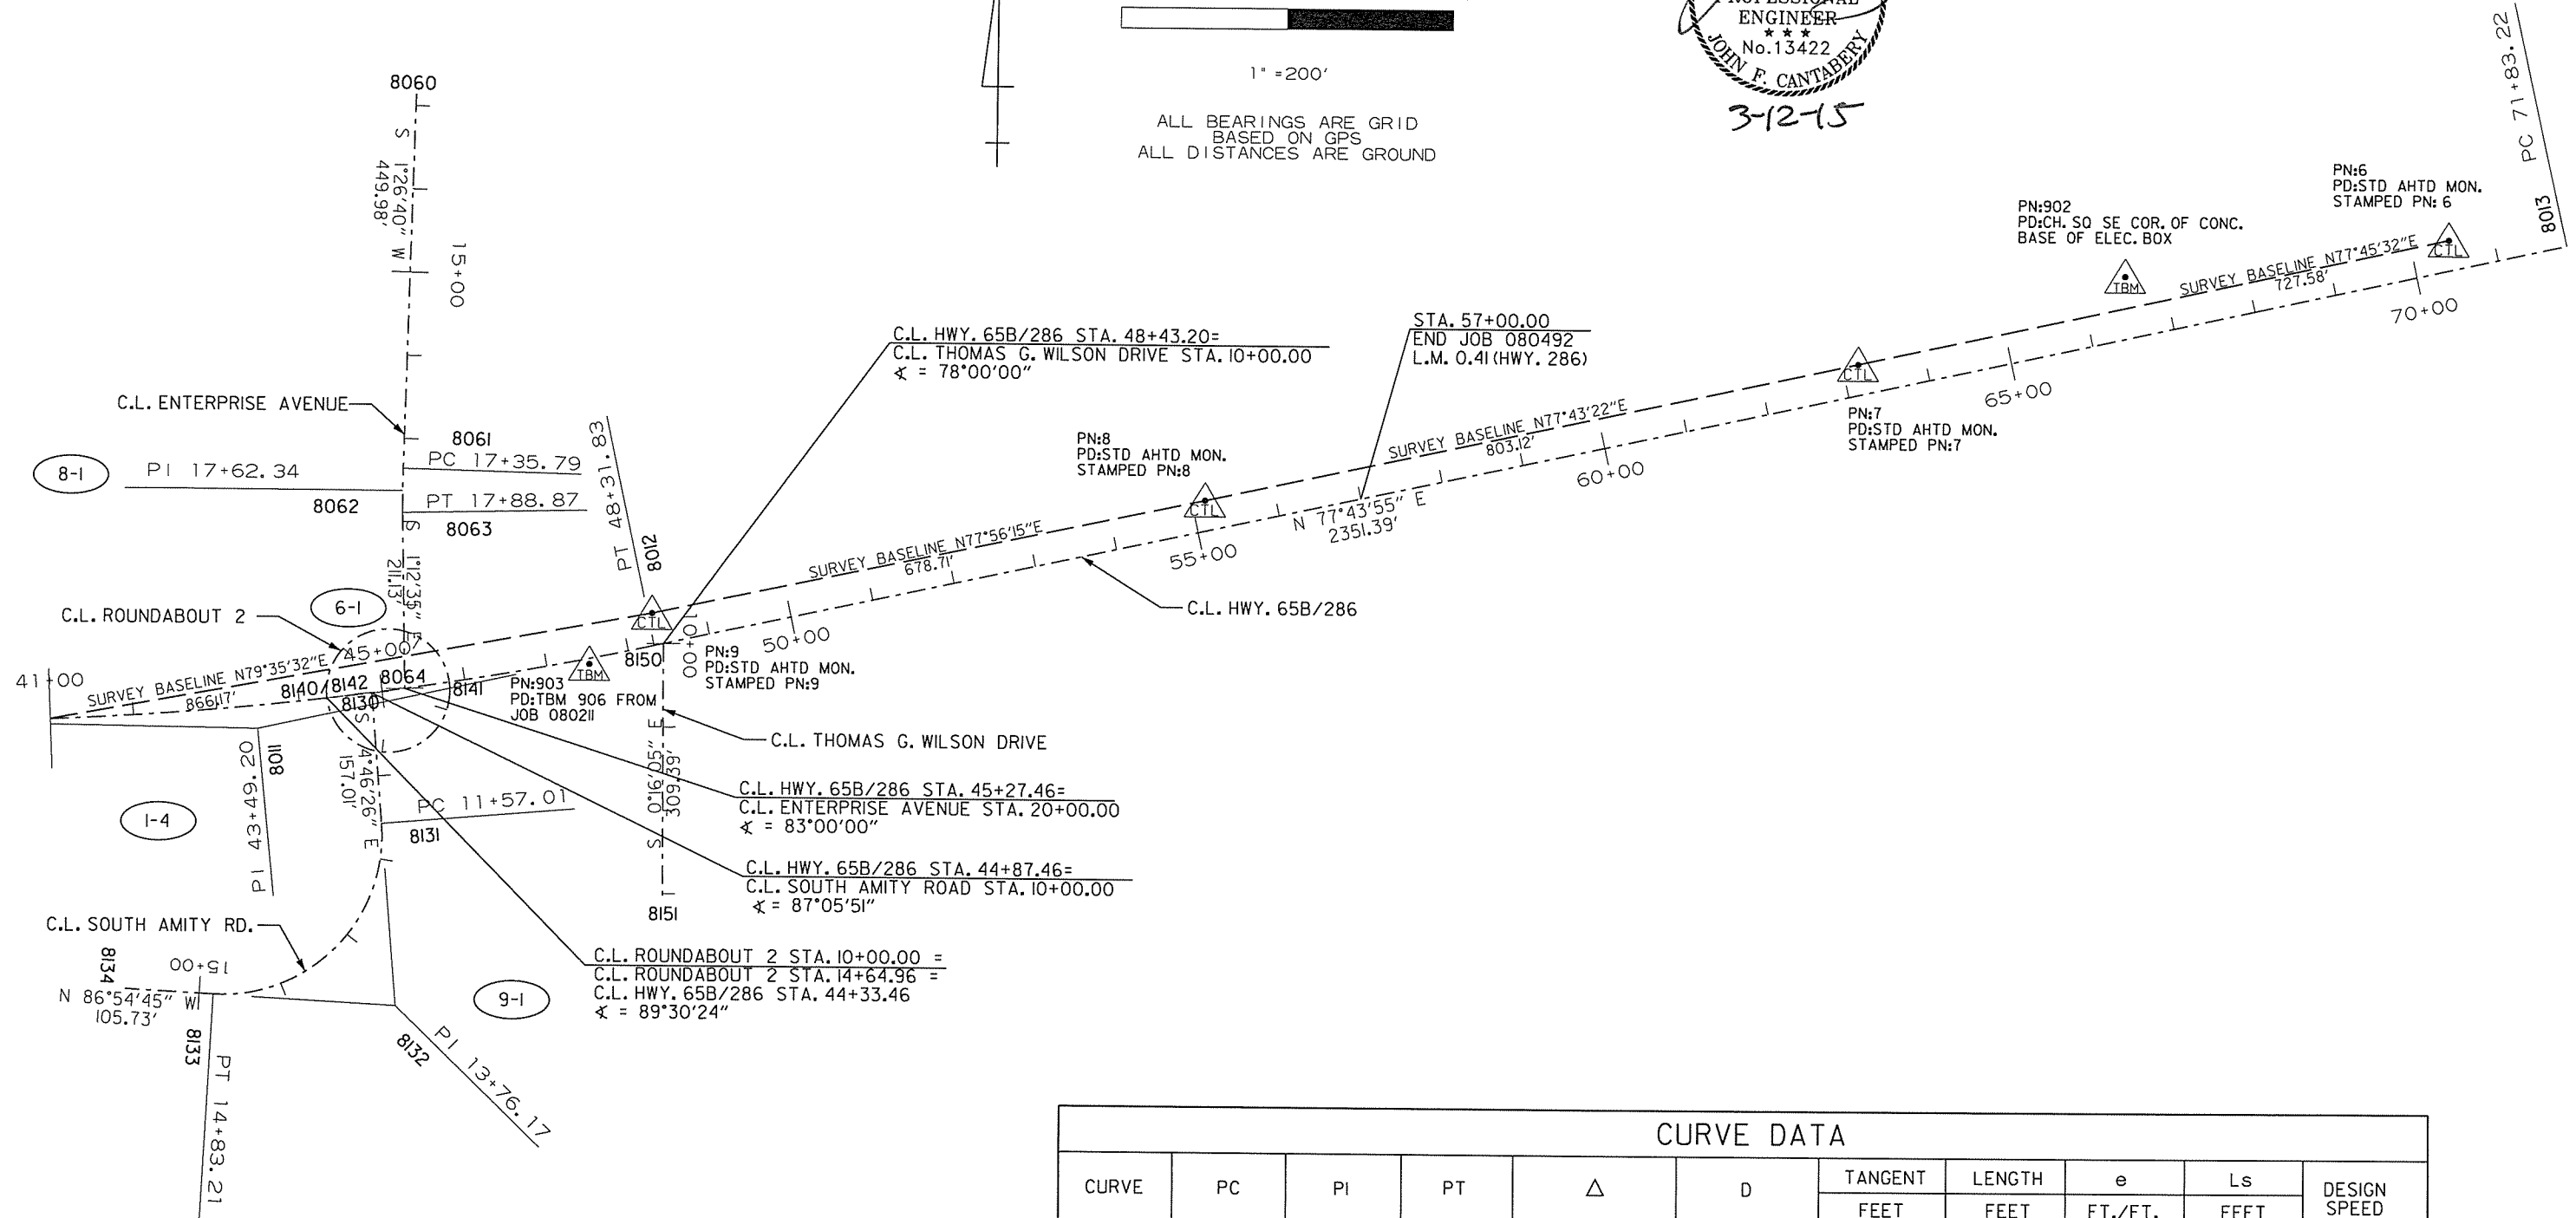 PROFESSIONAL
ENGINEER
★ ★ ★
No.13422
JOHN F. CANTABERY
3-12-15
1" =200'
ALL BEARINGS ARE GRID
BASED ON GPS
ALL DISTANCES ARE GROUND
8060
S 1°26'40" W
449.98'
15+00
C.L. ENTERPRISE AVENUE
8061
PC 17+35.79
8-1
PI 17+62.34
8062
PT 17+88.87
8063
S 1°12'35" E
211.13'
PT 48+31.83
8012
C.L. HWY. 65B/286 STA. 48+43.20=
C.L. THOMAS G. WILSON DRIVE STA. 10+00.00
∢ = 78°00'00"
STA. 57+00.00
END JOB 080492
L.M. 0.41 (HWY. 286)
PN:8
PD:STD AHTD MON.
STAMPED PN:8
CTL
PN:7
PD:STD AHTD MON.
STAMPED PN:7
CTL
PN:902
PD:CH. SQ SE COR. OF CONC.
BASE OF ELEC. BOX
TBM
PN:6
PD:STD AHTD MON.
STAMPED PN: 6
CTL
PC 71+83.22
8013
SURVEY BASELINE N77°45'32"E
727.58'
70+00
65+00
SURVEY BASELINE N77°43'22"E
803.12'
60+00
N 77°43'55" E
2351.39'
55+00
SURVEY BASELINE N77°56'15"E
678.71'
50+00
C.L. HWY. 65B/286
6-1
C.L. ROUNDABOUT 2
45+00
41+00
SURVEY BASELINE N79°35'32"E
866.17'
8140/8142
8064
8130
8141
CTL
8150
10+00
PN:9
PD:STD AHTD MON.
STAMPED PN:9
TBM
PN:903
PD:TBM 906 FROM
JOB 080211
S 4°46'26" E
157.01'
PI 43+49.20
8011
1-4
PC 11+57.01
8131
S 0°16'05" E
309.39'
8151
C.L. THOMAS G. WILSON DRIVE
C.L. HWY. 65B/286 STA. 45+27.46=
C.L. ENTERPRISE AVENUE STA. 20+00.00
∢ = 83°00'00"
C.L. HWY. 65B/286 STA. 44+87.46=
C.L. SOUTH AMITY ROAD STA. 10+00.00
∢ = 87°05'51"
C.L. ROUNDABOUT 2 STA. 10+00.00 =
C.L. ROUNDABOUT 2 STA. 14+64.96 =
C.L. HWY. 65B/286 STA. 44+33.46
∢ = 89°30'24"
C.L. SOUTH AMITY RD.
8134
15+00
N 86°54'45" W
105.73'
8133
PT 14+83.21
9-1
8132
PI 13+76.17
CURVE DATA
CURVE PC PI PT △ D TANGENT LENGTH e Ls DESIGN SPEED
FEET FEET FT./FT. FEET